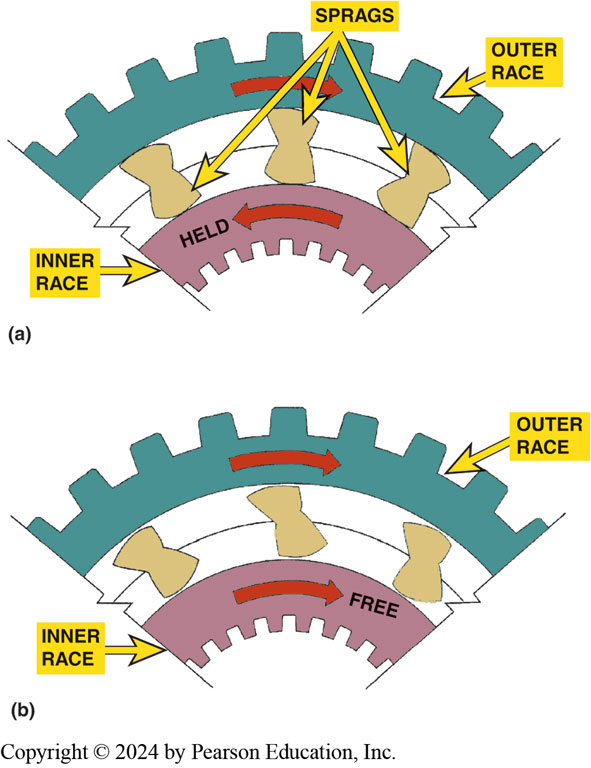 SPRAGS
OUTER
RACE
HELD
INNER
RACE
(a)
OUTER
RACE
FREE
INNER
RACE
(b)
Copyright © 2024 by Pearson Education, Inc.